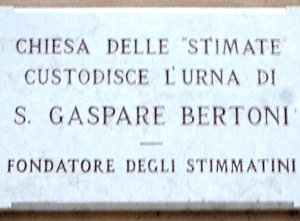 CHIESA DELLE "STIMATE"
CUSTODISCE L'URNA DI
S. GASPARE BERTONI
—
FONDATORE DEGLI STIMMATINI